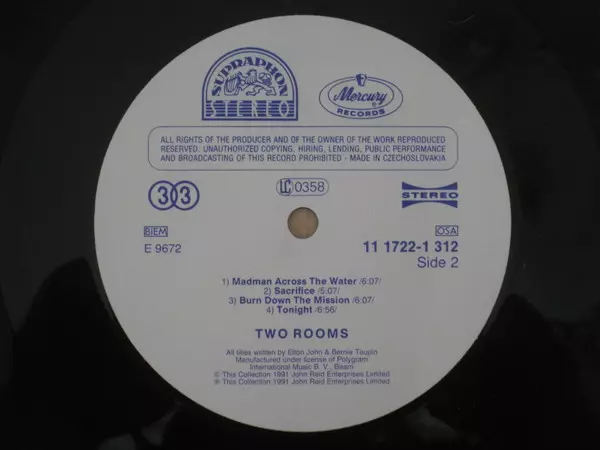 SUPRAPHON
STEREO
Mercury
RECORDS
ALL RIGHTS OF THE PRODUCER AND OF THE OWNER OF THE WORK REPRODUCED
RESERVED. UNAUTHORIZED COPYING, HIRING, LENDING, PUBLIC PERFORMANCE
AND BROADCASTING OF THIS RECORD PROHIBITED - MADE IN CZECHOSLOVAKIA
33
LC 0358
STEREO
BIEM
OSA
E 9672
11 1722-1 312
Side 2
1) Madman Across The Water /6:07/
2) Sacrifice /5:07/
3) Burn Down The Mission /6:07/
4) Tonight /6:56/
TWO ROOMS
All titles written by Elton John & Bernie Taupin
Manufactured under license of Polygram
International Music B. V., Baarn
© This Collection 1991 John Reid Enterprises Limited
℗ This Collection 1991 John Reid Enterprises Limited